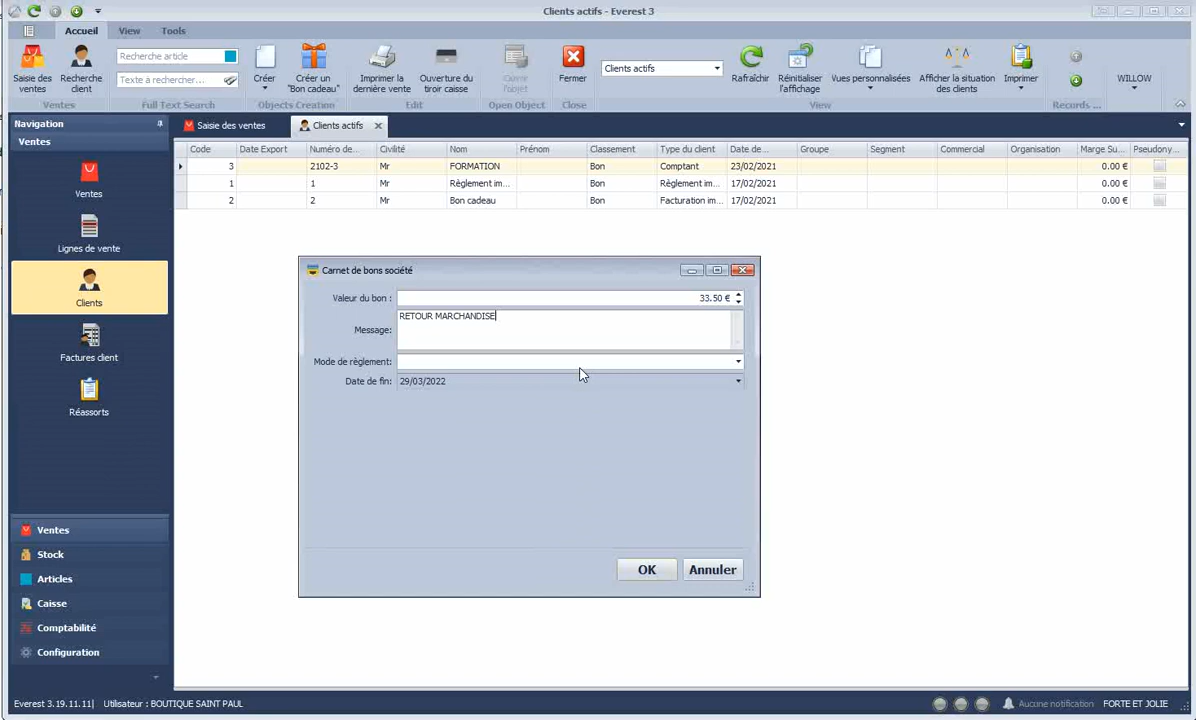 Clients actifs - Everest 3
Accueil View Tools
Recherche article
Texte à rechercher...
Saisie des ventes
Recherche client
Créer
Créer un "Bon cadeau"
Imprimer la dernière vente
Ouverture du tiroir caisse
Ouvrir l'objet
Fermer
Clients actifs
Rafraîchir
Réinitialiser l'affichage
Vues personnalisées
Afficher la situation des clients
Imprimer
WILLOW
Ventes Full Text Search Objects Creation Edit Open Object Close View Records ...
Navigation
Saisie des ventes Clients actifs
Ventes
Code Date Export Numéro de... Civilité Nom Prénom Classement Type du client Date de... Groupe Segment Commercial Organisation Marge Su... Pseudony...
3 2102-3 Mr FORMATION Bon Comptant 23/02/2021 0.00 €
1 1 Mr Règlement im... Bon Règlement im... 17/02/2021 0.00 €
2 2 Mr Bon cadeau Bon Facturation im... 17/02/2021 0.00 €
Ventes
Lignes de vente
Clients
Factures client
Réassorts
Carnet de bons société
Valeur du bon : 33.50 €
Message: RETOUR MARCHANDISE
Mode de règlement:
Date de fin: 29/03/2022
OK Annuler
Ventes
Stock
Articles
Caisse
Comptabilité
Configuration
Everest 3.19.11.11| Utilisateur : BOUTIQUE SAINT PAUL Aucune notification FORTE ET JOLIE